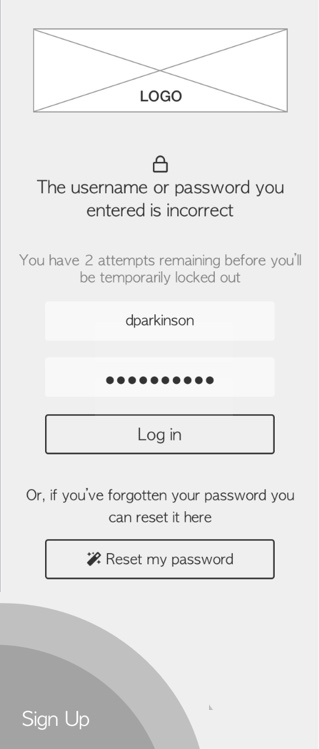 LOGO
The username or password you
entered is incorrect
You have 2 attempts remaining before you'll
be temporarily locked out
dparkinson
●●●●●●●●●●
Log in
Or, if you've forgotten your password you
can reset it here
Reset my password
Sign Up